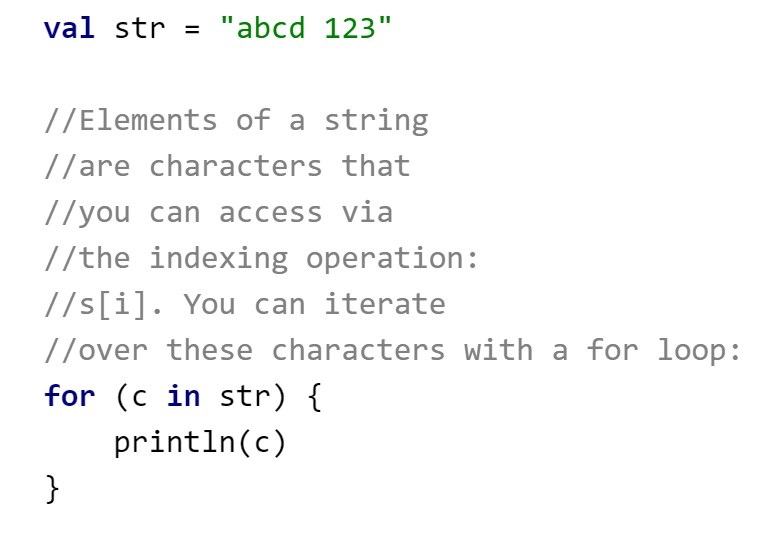 val str = "abcd 123"
//Elements of a string
//are characters that
//you can access via
//the indexing operation:
//s[i]. You can iterate
//over these characters with a for loop:
for (c in str) {
    println(c)
}